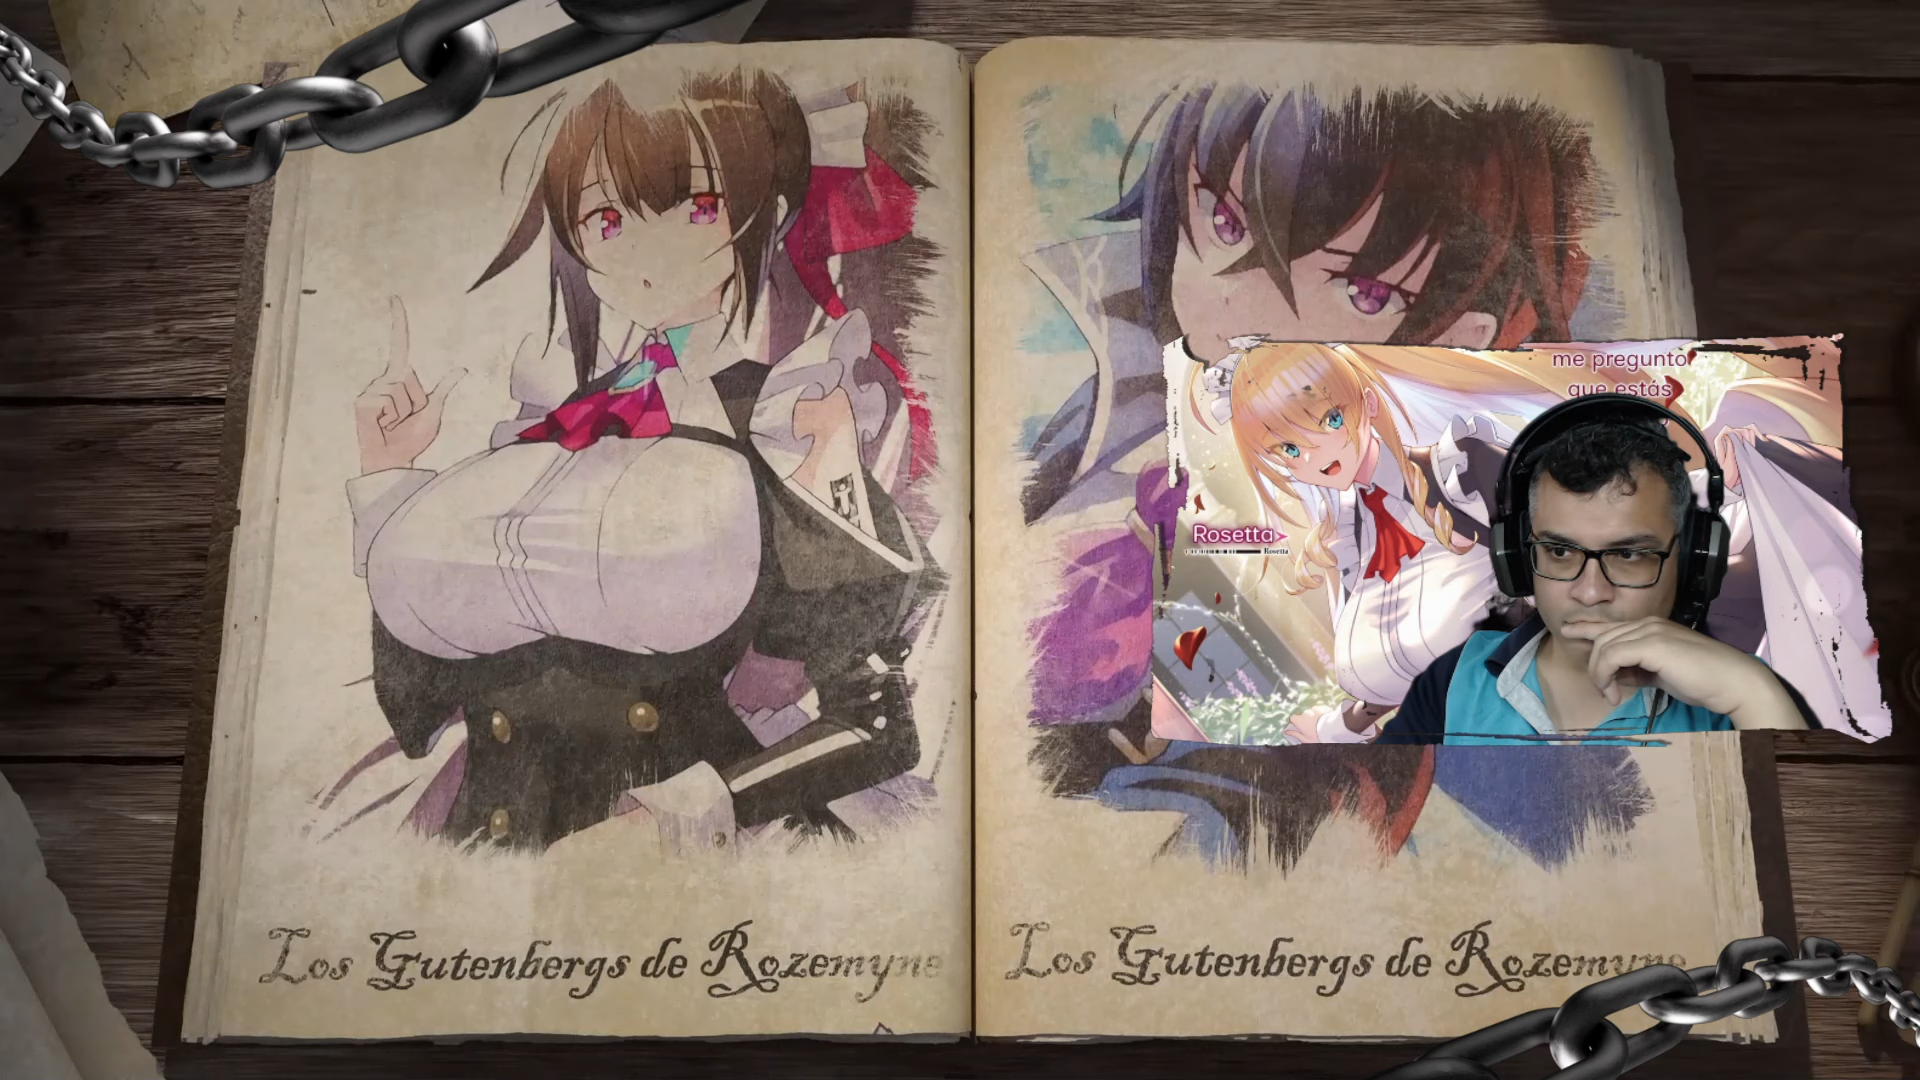 me pregunto
que estás
Rosetta
Rosetta
Los Gutenbergs de Rozemyne
Los Gutenbergs de Rozemyne